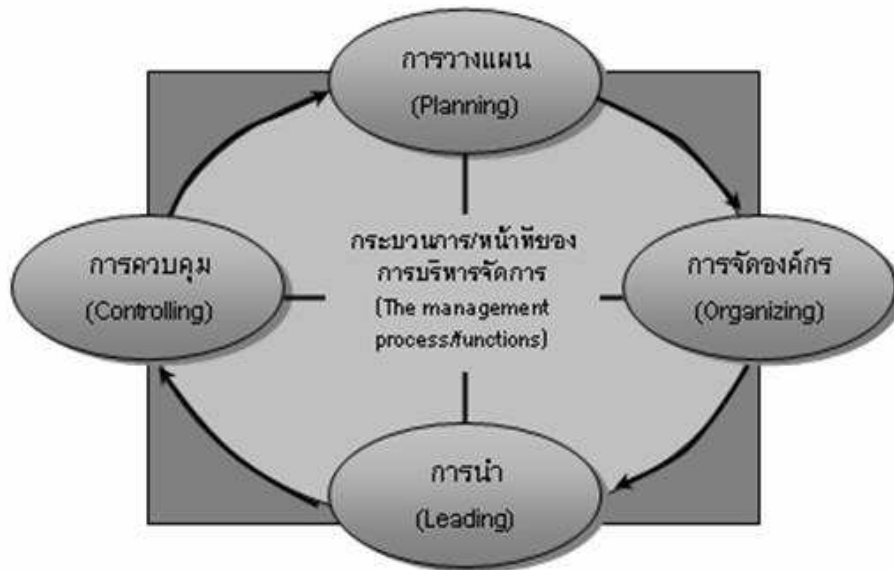 การวางแผน
(Planning)
กระบวนการ/หน้าที่ของ
การบริหารจัดการ
(The management
process/functions)
การควบคุม
(Controlling)
การจัดองค์กร
(Organizing)
การนำ
(Leading)